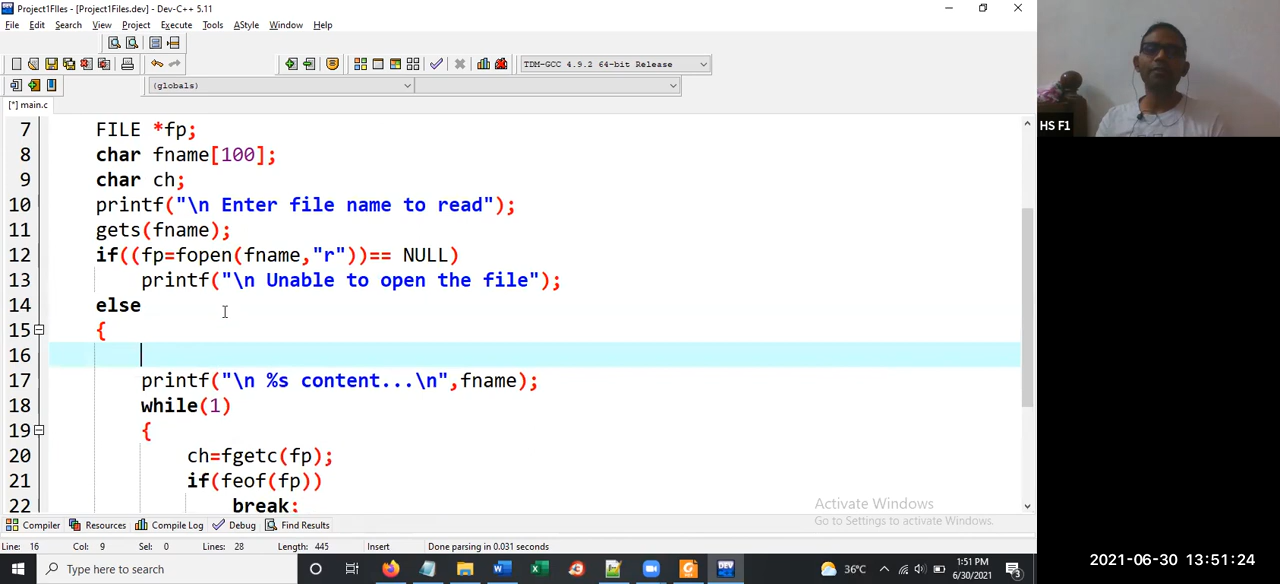 Project1FIles - [Project1Files.dev] - Dev-C++ 5.11
File Edit Search View Project Execute Tools AStyle Window Help
TDM-GCC 4.9.2 64-bit Release
(globals)
[*] main.c
7 FILE *fp;
8 char fname[100];
9 char ch;
10 printf("\n Enter file name to read");
11 gets(fname);
12 if((fp=fopen(fname,"r"))== NULL)
13 printf("\n Unable to open the file");
14 else
15 {
16
17 printf("\n %s content...\n",fname);
18 while(1)
19 {
20 ch=fgetc(fp);
21 if(feof(fp))
22 break;
Activate Windows
Go to Settings to activate Windows.
Compiler Resources Compile Log Debug Find Results
Line: 16 Col: 9 Sel: 0 Lines: 28 Length: 445 Insert Done parsing in 0.031 seconds
Type here to search
DEV
36°C
1:51 PM
6/30/2021
3
HS F1
2021-06-30 13:51:24